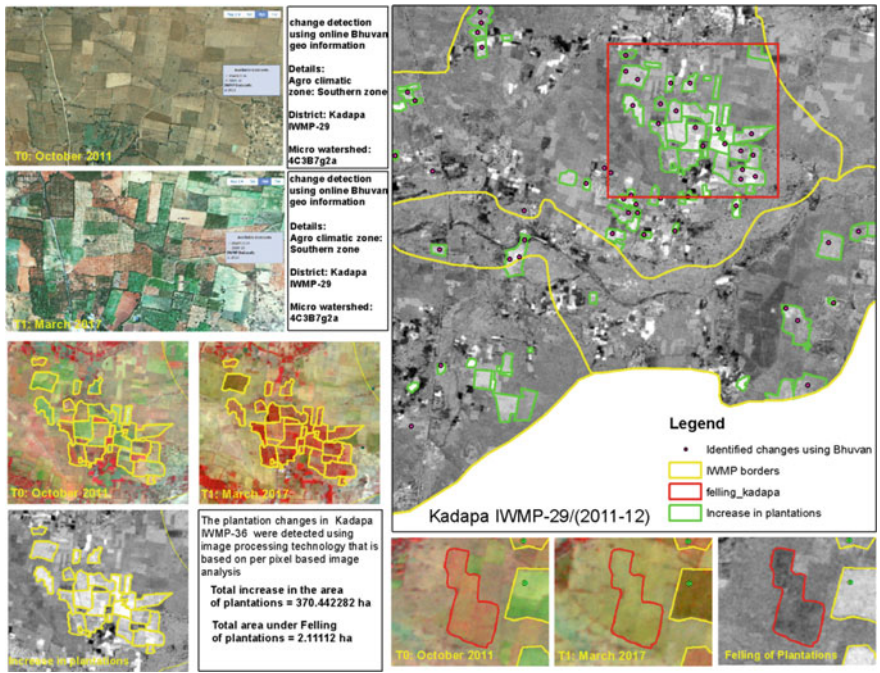 change detection
using online Bhuvan
geo information
Details:
Agro climatic
zone: Southern zone
District: Kadapa
IWMP-29
Micro watershed:
4C3B7g2a
T0: October 2011
change detection
using online Bhuvan
geo information
Details:
Agro climatic zone:
Southern zone
District: Kadapa
IWMP-29
Micro watershed:
4C3B7g2a
T1: March 2017
T0: October 2011
T1: March 2017
The plantation changes in Kadapa
IWMP-36 were detected using
image processing technology that is
based on per pixel based image
analysis
Total increase in the area
of plantations = 370.442282 ha
Total area under Felling
of plantations = 2.11112 ha
Increase in plantations
Legend
Identified changes using Bhuvan
IWMP borders
felling_kadapa
Increase in plantations
Kadapa IWMP-29/(2011-12)
T0: October 2011
T1: March 2017
Felling of Plantations